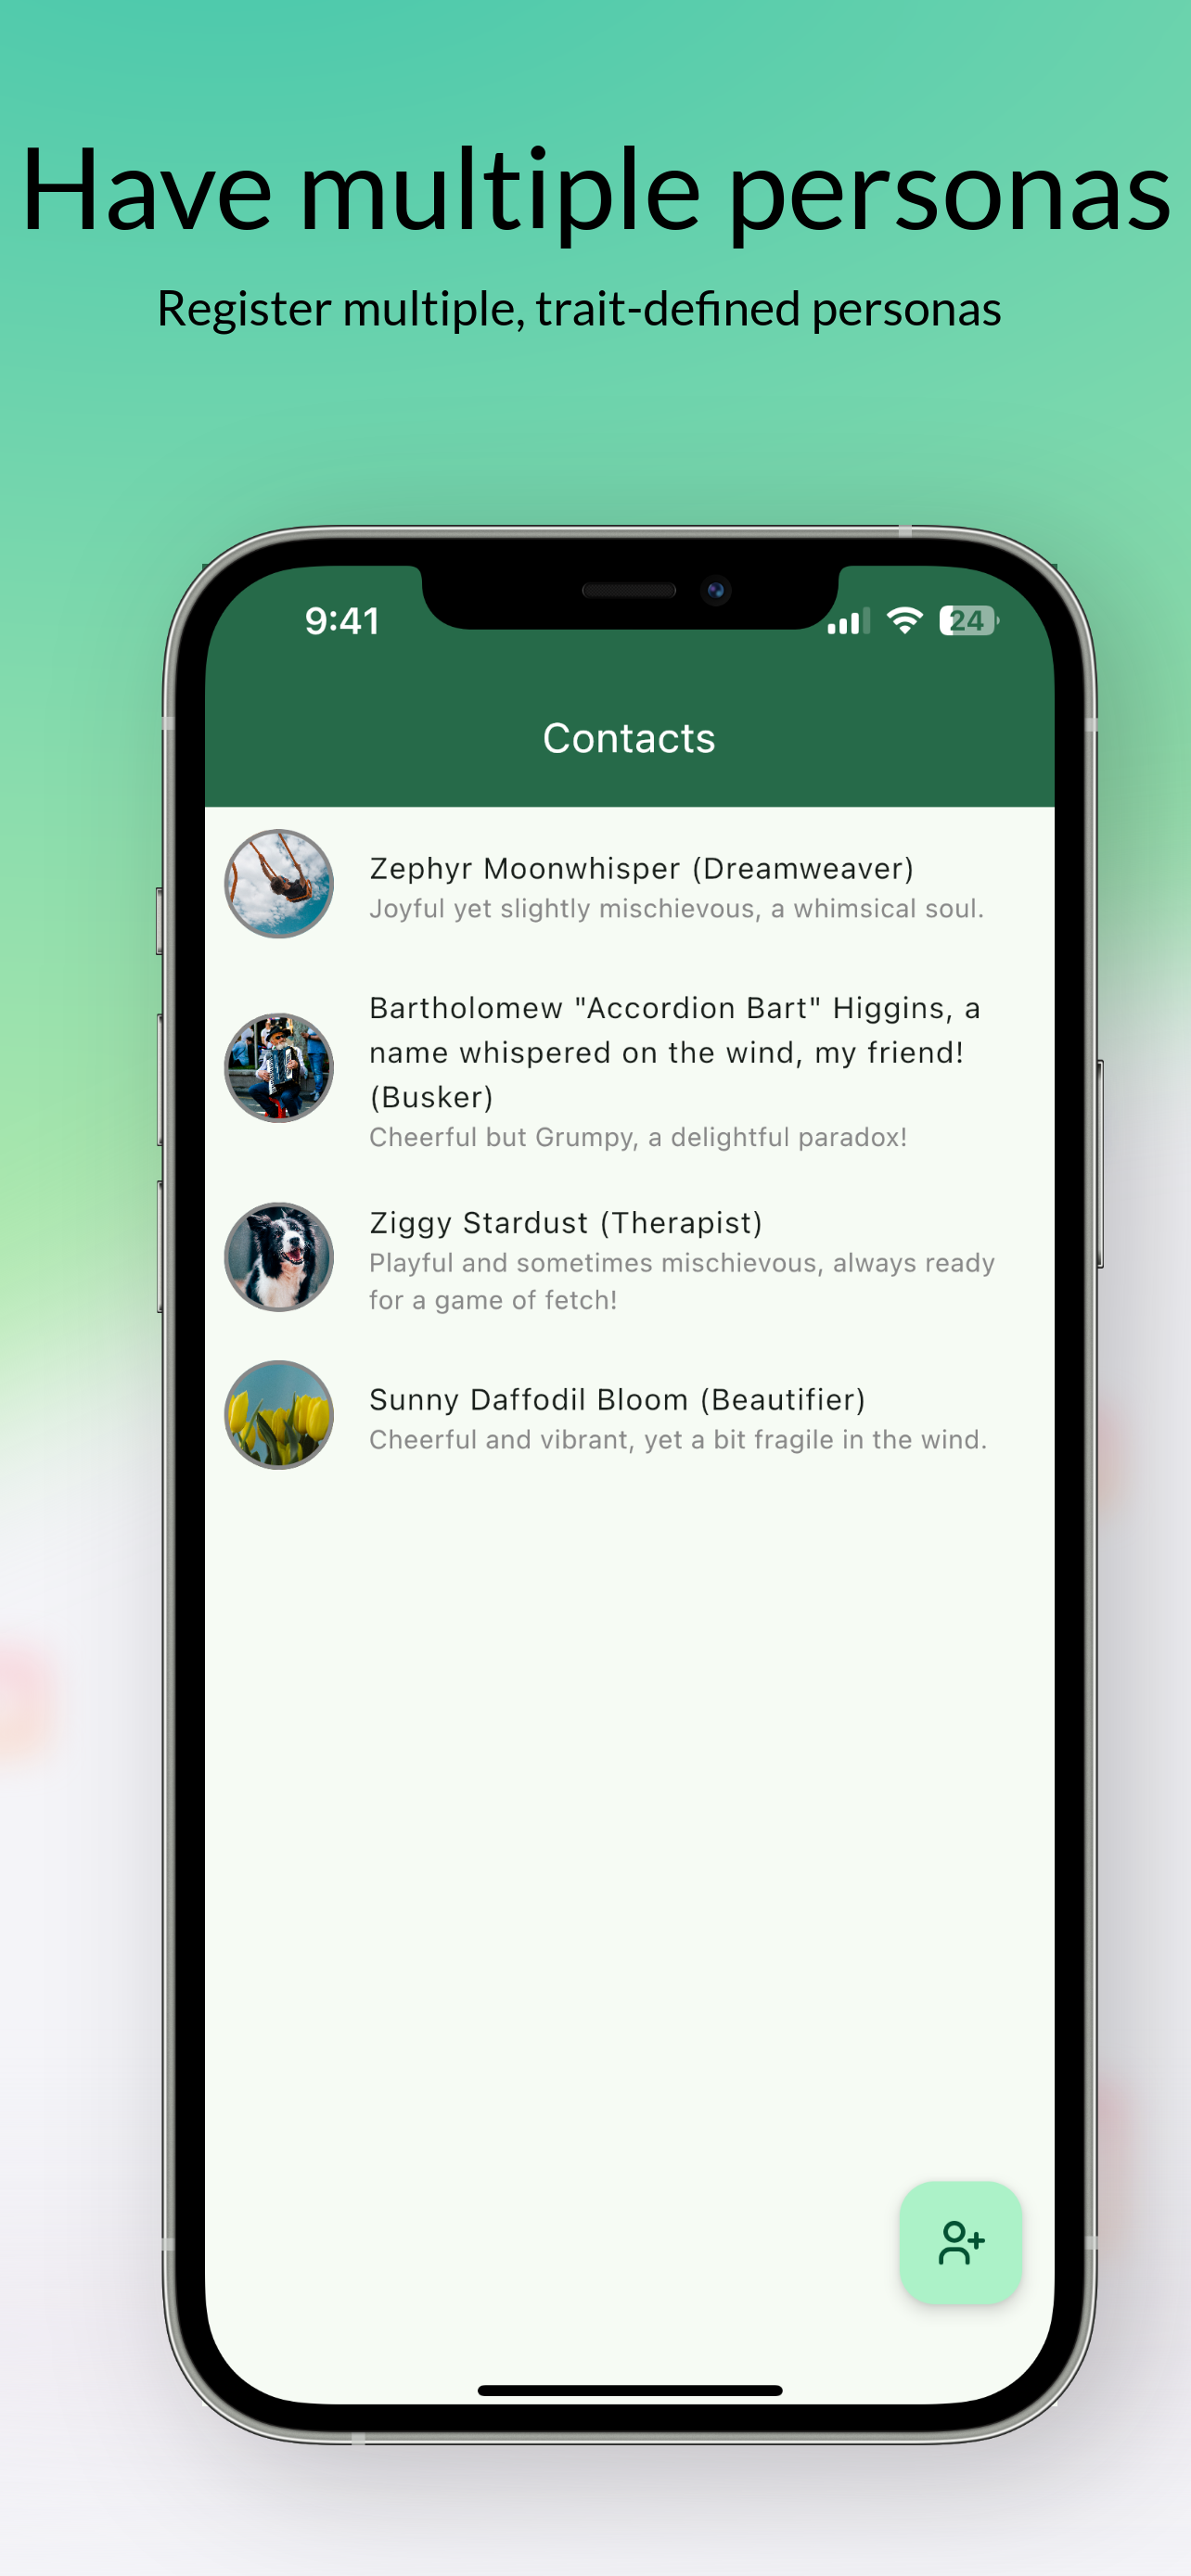 Have multiple personas
Register multiple, trait-defined personas
9:41
24
Contacts
Zephyr Moonwhisper (Dreamweaver)
Joyful yet slightly mischievous, a whimsical soul.
Bartholomew "Accordion Bart" Higgins, a
name whispered on the wind, my friend!
(Busker)
Cheerful but Grumpy, a delightful paradox!
Ziggy Stardust (Therapist)
Playful and sometimes mischievous, always ready
for a game of fetch!
Sunny Daffodil Bloom (Beautifier)
Cheerful and vibrant, yet a bit fragile in the wind.